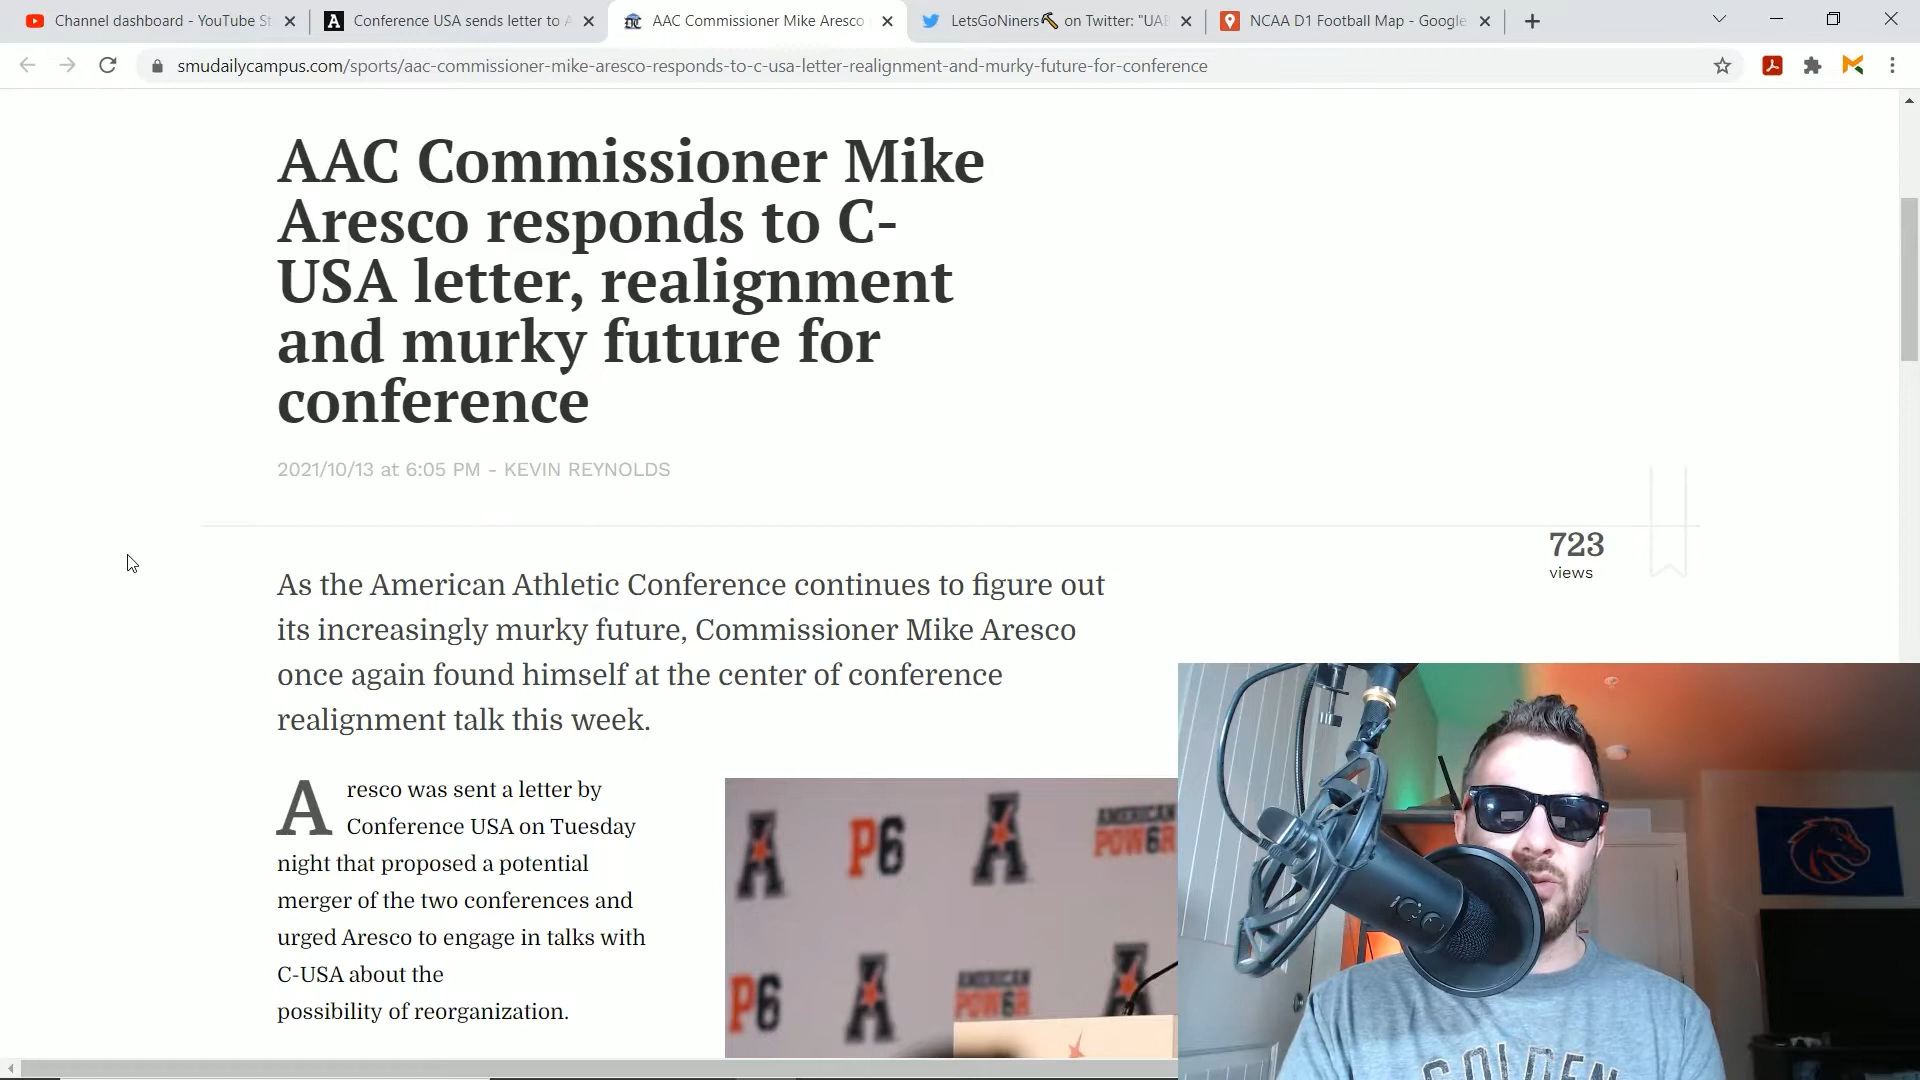 Channel dashboard - YouTube St
Conference USA sends letter to A
AAC Commissioner Mike Aresco
LetsGoNiners🔨 on Twitter: "UAB
NCAA D1 Football Map - Google
smudailycampus.com/sports/aac-commissioner-mike-aresco-responds-to-c-usa-letter-realignment-and-murky-future-for-conference
AAC Commissioner Mike
Aresco responds to C-
USA letter, realignment
and murky future for
conference
2021/10/13 at 6:05 PM - KEVIN REYNOLDS
723
views
As the American Athletic Conference continues to figure out
its increasingly murky future, Commissioner Mike Aresco
once again found himself at the center of conference
realignment talk this week.
Aresco was sent a letter by
Conference USA on Tuesday
night that proposed a potential
merger of the two conferences and
urged Aresco to engage in talks with
C-USA about the
possibility of reorganization.
A P6 A AMERICAN
POW6R
P6 A AMERICAN
POW6R A
GOLDEN